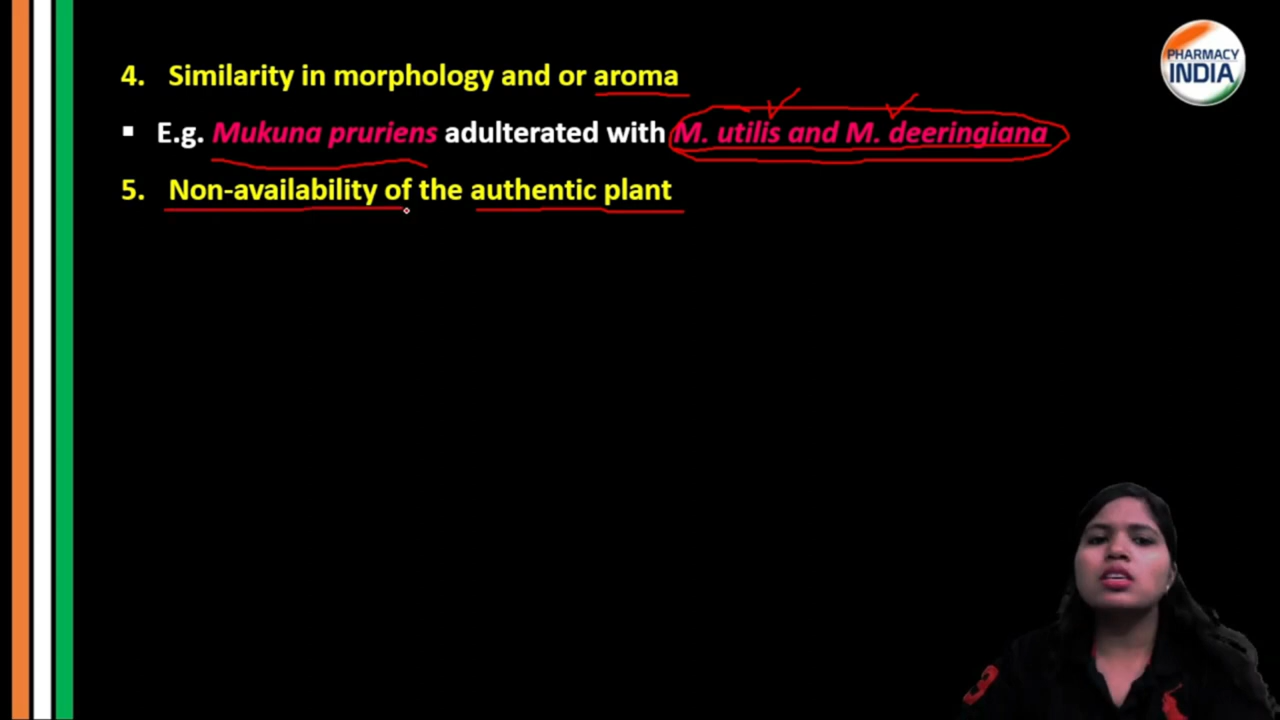 PHARMACY
INDIA
4. Similarity in morphology and or aroma
▪ E.g. Mukuna pruriens adulterated with M. utilis and M. deeringiana
5. Non-availability of the authentic plant
3